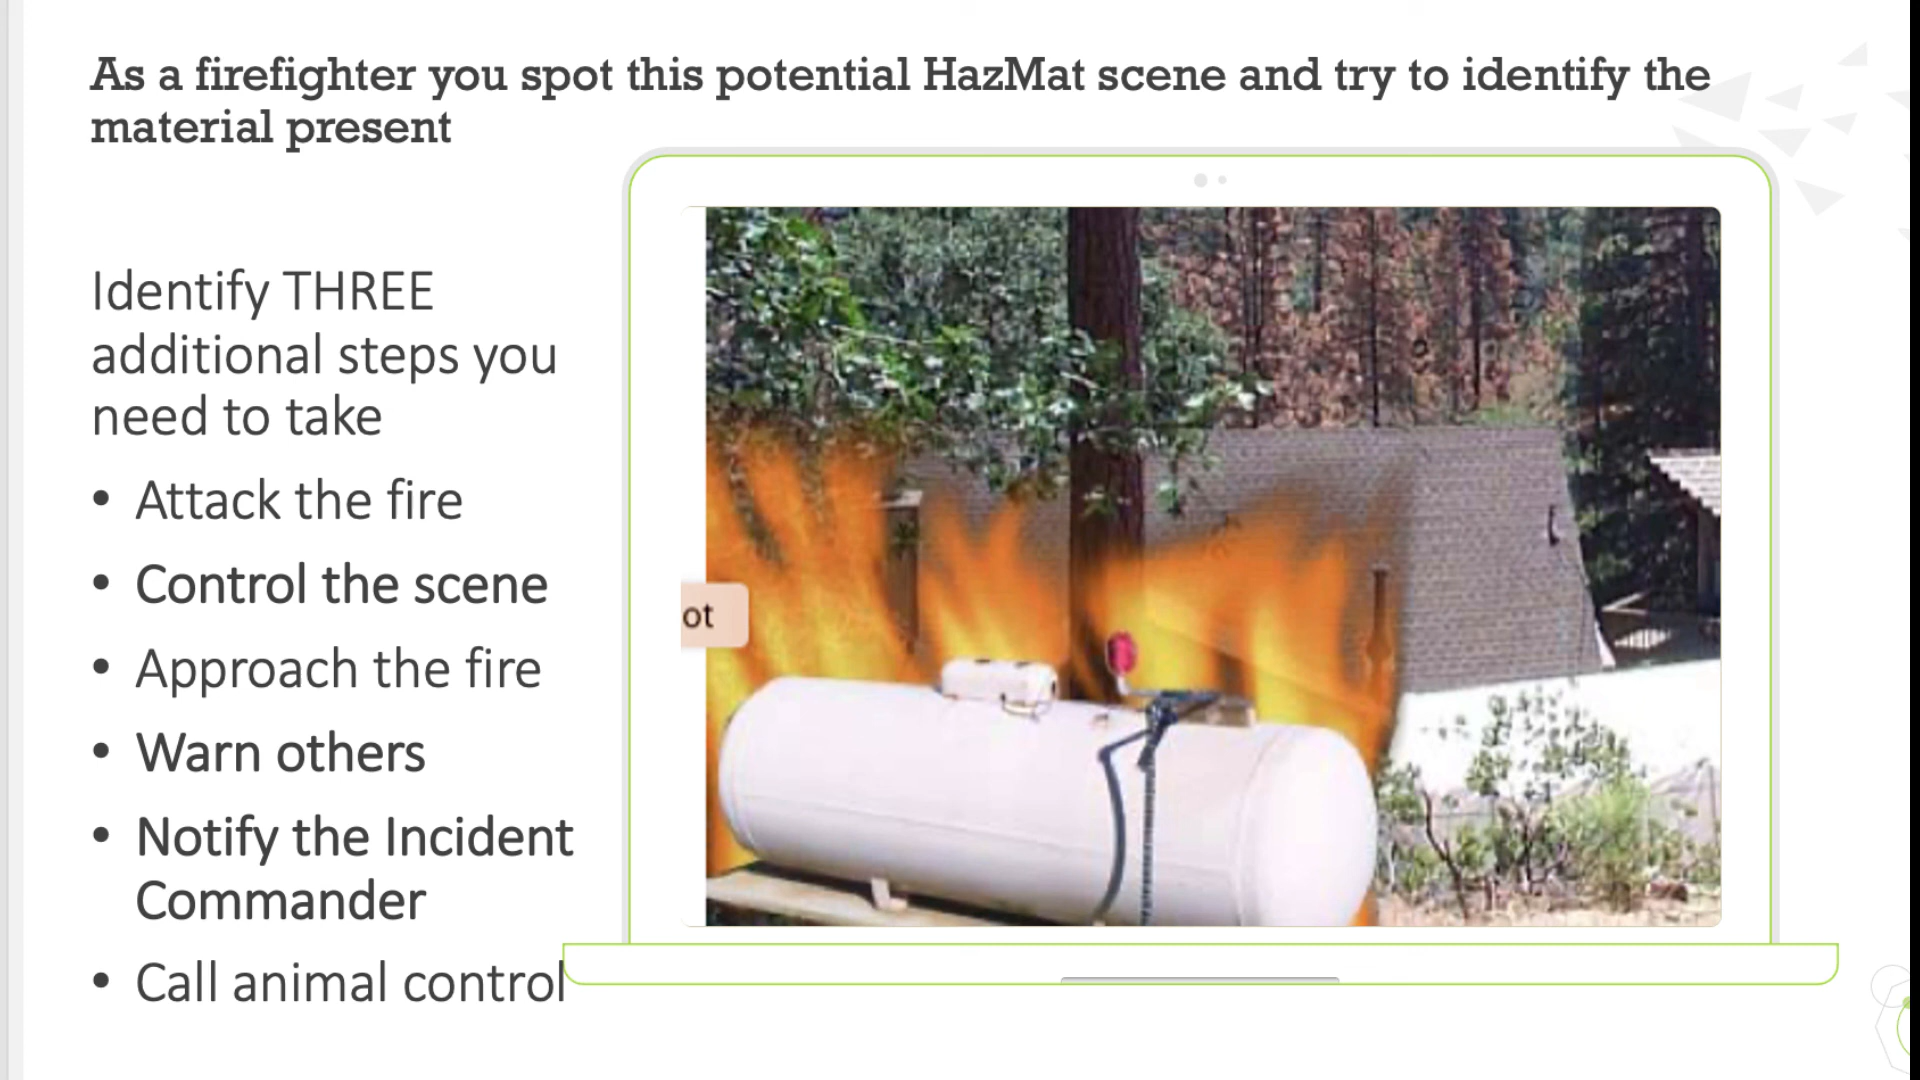 As a firefighter you spot this potential HazMat scene and try to identify the
material present
Identify THREE
additional steps you
need to take
• Attack the fire
• Control the scene
• Approach the fire
• Warn others
• Notify the Incident
Commander
• Call animal control
ot